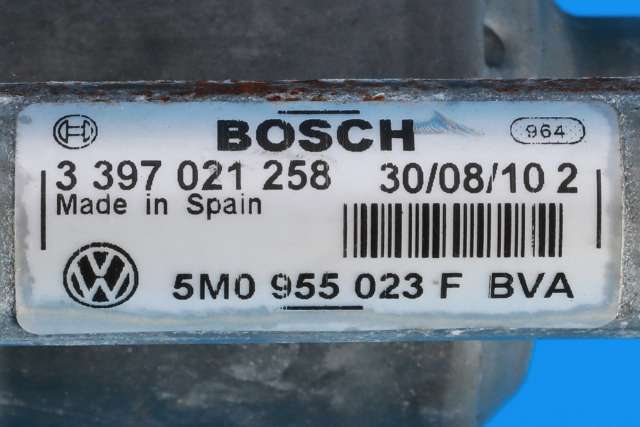 BOSCH 964
3 397 021 258 30/08/10 2
Made in Spain
5M0 955 023 F BVA